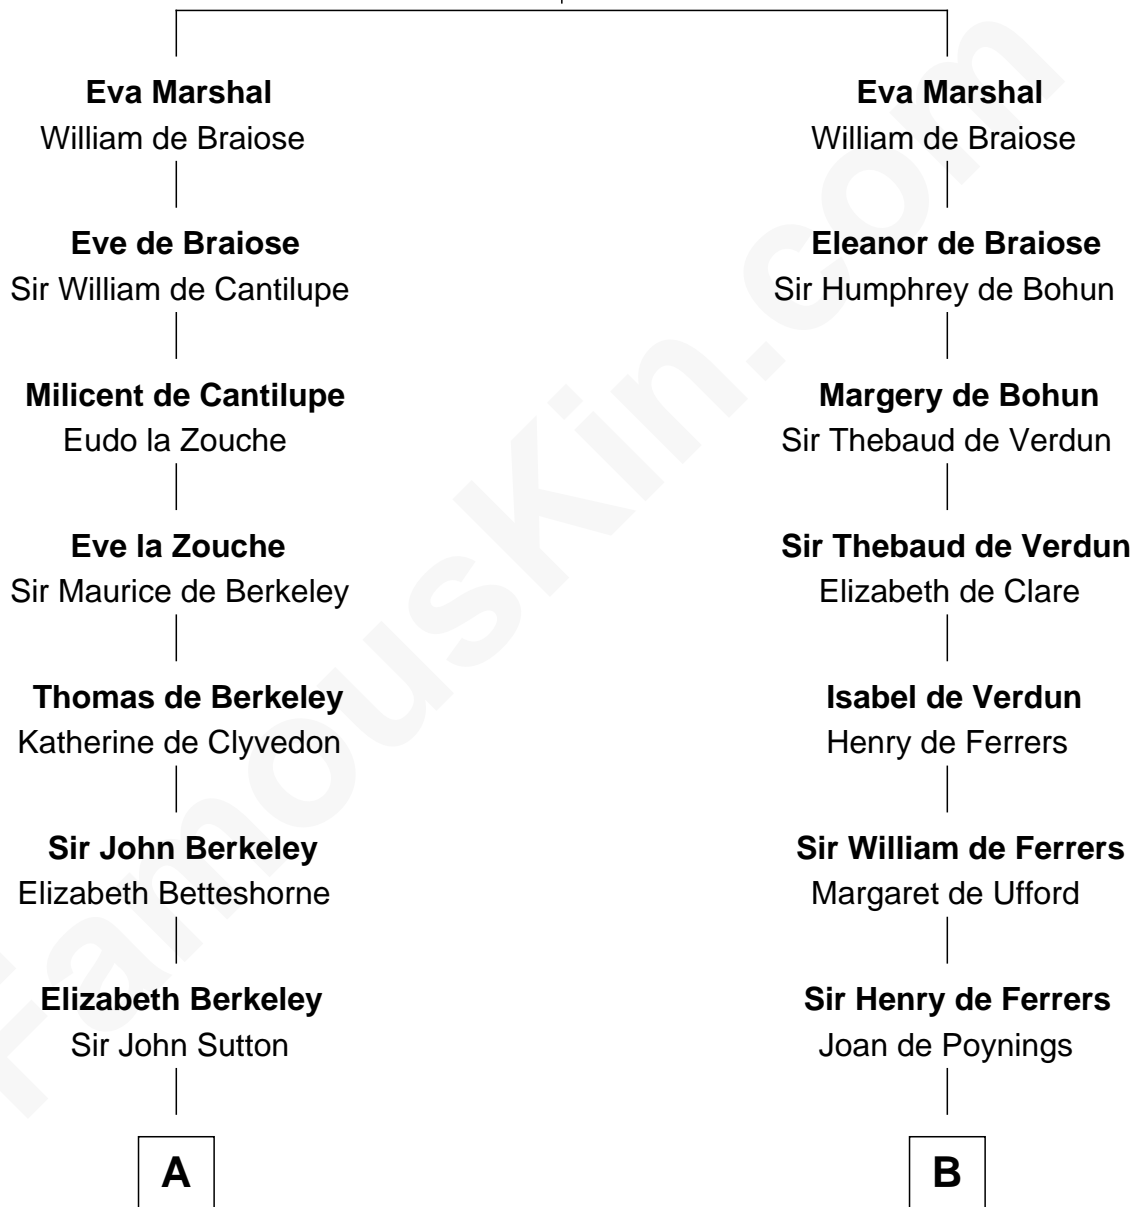 Eva Marshal
William de Braiose
Eve de Braiose
Sir William de Cantilupe
Milicent de Cantilupe
Eudo la Zouche
Eve la Zouche
Sir Maurice de Berkeley
Thomas de Berkeley
Katherine de Clyvedon
Sir John Berkeley
Elizabeth Betteshorne
Elizabeth Berkeley
Sir John Sutton
A
Eva Marshal
William de Braiose
Eleanor de Braiose
Sir Humphrey de Bohun
Margery de Bohun
Sir Thebaud de Verdun
Sir Thebaud de Verdun
Elizabeth de Clare
Isabel de Verdun
Henry de Ferrers
Sir William de Ferrers
Margaret de Ufford
Sir Henry de Ferrers
Joan de Poynings
B
FamousKin.com